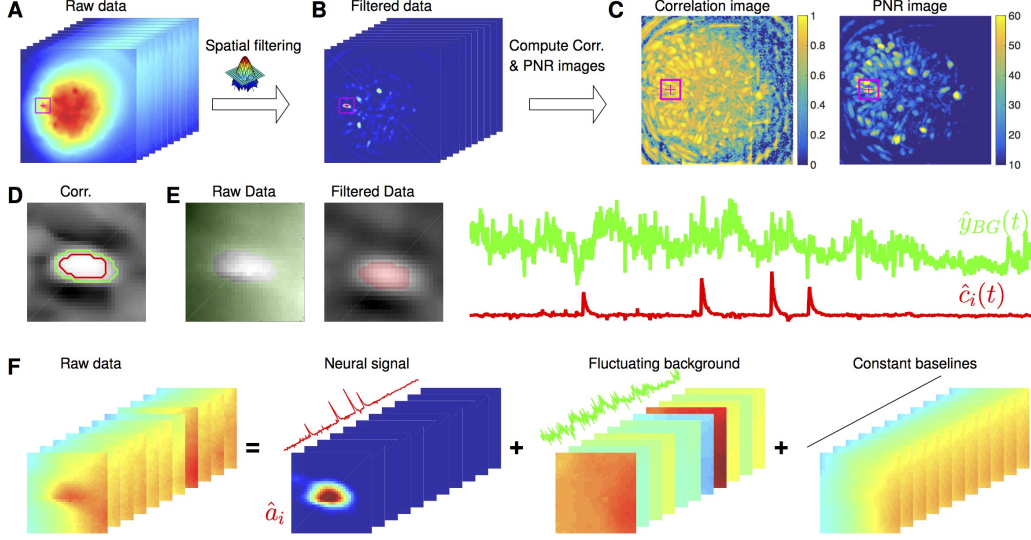 A
Raw data
Spatial filtering
B
Filtered data
Compute Corr.
& PNR images
C
Correlation image
1
0.8
0.6
0.4
0.2
0
PNR image
60
50
40
30
20
10
D
Corr.
E
Raw Data
Filtered Data
ŷ_BG(t)
ĉ_i(t)
F
Raw data
=
Neural signal
â_i
+
Fluctuating background
+
Constant baselines